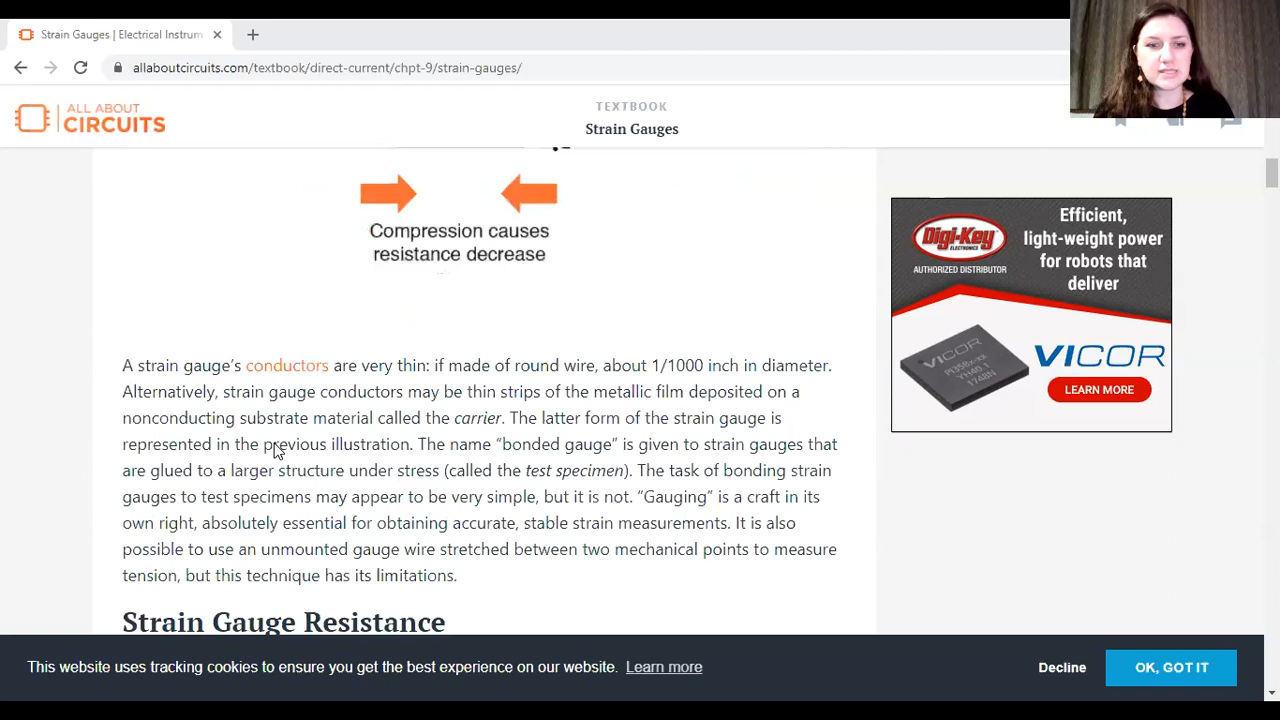 Strain Gauges | Electrical Instrum
allaboutcircuits.com/textbook/direct-current/chpt-9/strain-gauges/
ALL ABOUT
CIRCUITS
TEXTBOOK
Strain Gauges
Compression causes
resistance decrease
Digi-Key
ELECTRONICS
AUTHORIZED DISTRIBUTOR
Efficient,
light-weight power
for robots that
deliver
VICOR
VICOR
LEARN MORE
A strain gauge’s conductors are very thin: if made of round wire, about 1/1000 inch in diameter.
Alternatively, strain gauge conductors may be thin strips of the metallic film deposited on a
nonconducting substrate material called the carrier. The latter form of the strain gauge is
represented in the previous illustration. The name “bonded gauge” is given to strain gauges that
are glued to a larger structure under stress (called the test specimen). The task of bonding strain
gauges to test specimens may appear to be very simple, but it is not. “Gauging” is a craft in its
own right, absolutely essential for obtaining accurate, stable strain measurements. It is also
possible to use an unmounted gauge wire stretched between two mechanical points to measure
tension, but this technique has its limitations.
Strain Gauge Resistance
This website uses tracking cookies to ensure you get the best experience on our website. Learn more
Decline
OK, GOT IT